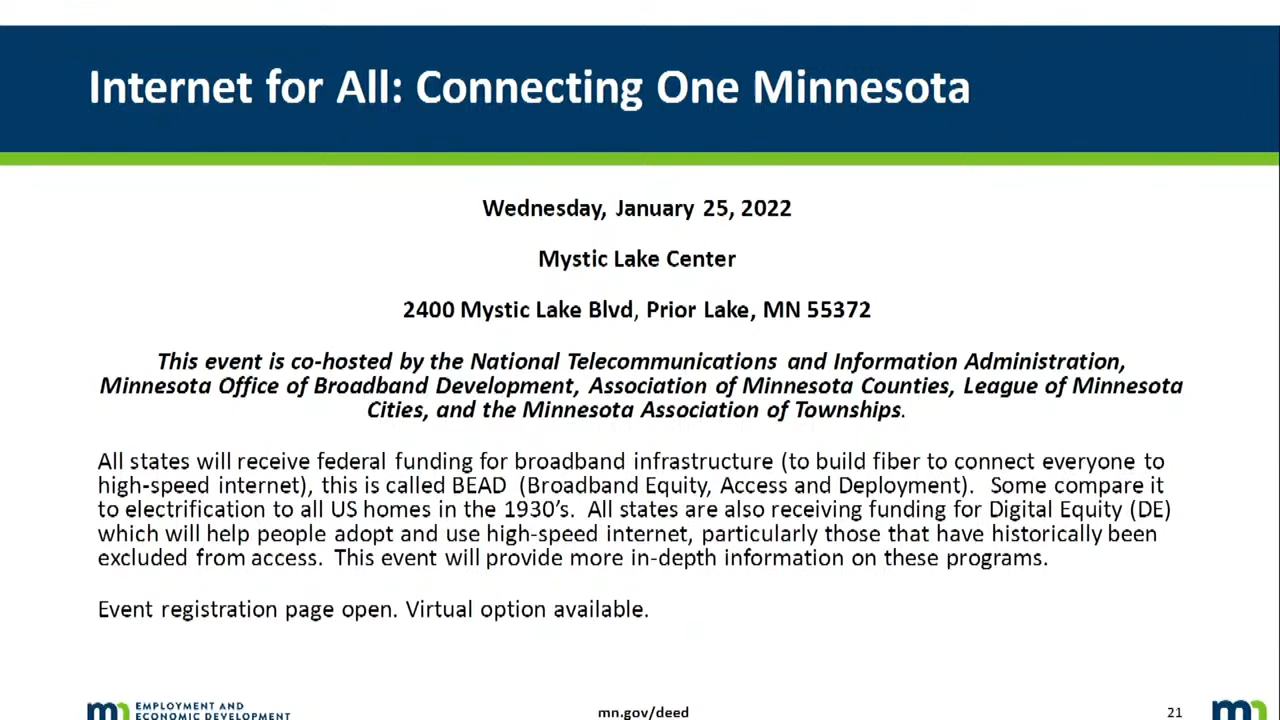 Internet for All: Connecting One Minnesota
Wednesday, January 25, 2022
Mystic Lake Center
2400 Mystic Lake Blvd, Prior Lake, MN 55372
This event is co-hosted by the National Telecommunications and Information Administration,
Minnesota Office of Broadband Development, Association of Minnesota Counties, League of Minnesota
Cities, and the Minnesota Association of Townships.
All states will receive federal funding for broadband infrastructure (to build fiber to connect everyone to
high-speed internet), this is called BEAD (Broadband Equity, Access and Deployment). Some compare it
to electrification to all US homes in the 1930’s. All states are also receiving funding for Digital Equity (DE)
which will help people adopt and use high-speed internet, particularly those that have historically been
excluded from access. This event will provide more in-depth information on these programs.
Event registration page open. Virtual option available.
mn EMPLOYMENT AND
ECONOMIC DEVELOPMENT
mn.gov/deed
21
mn